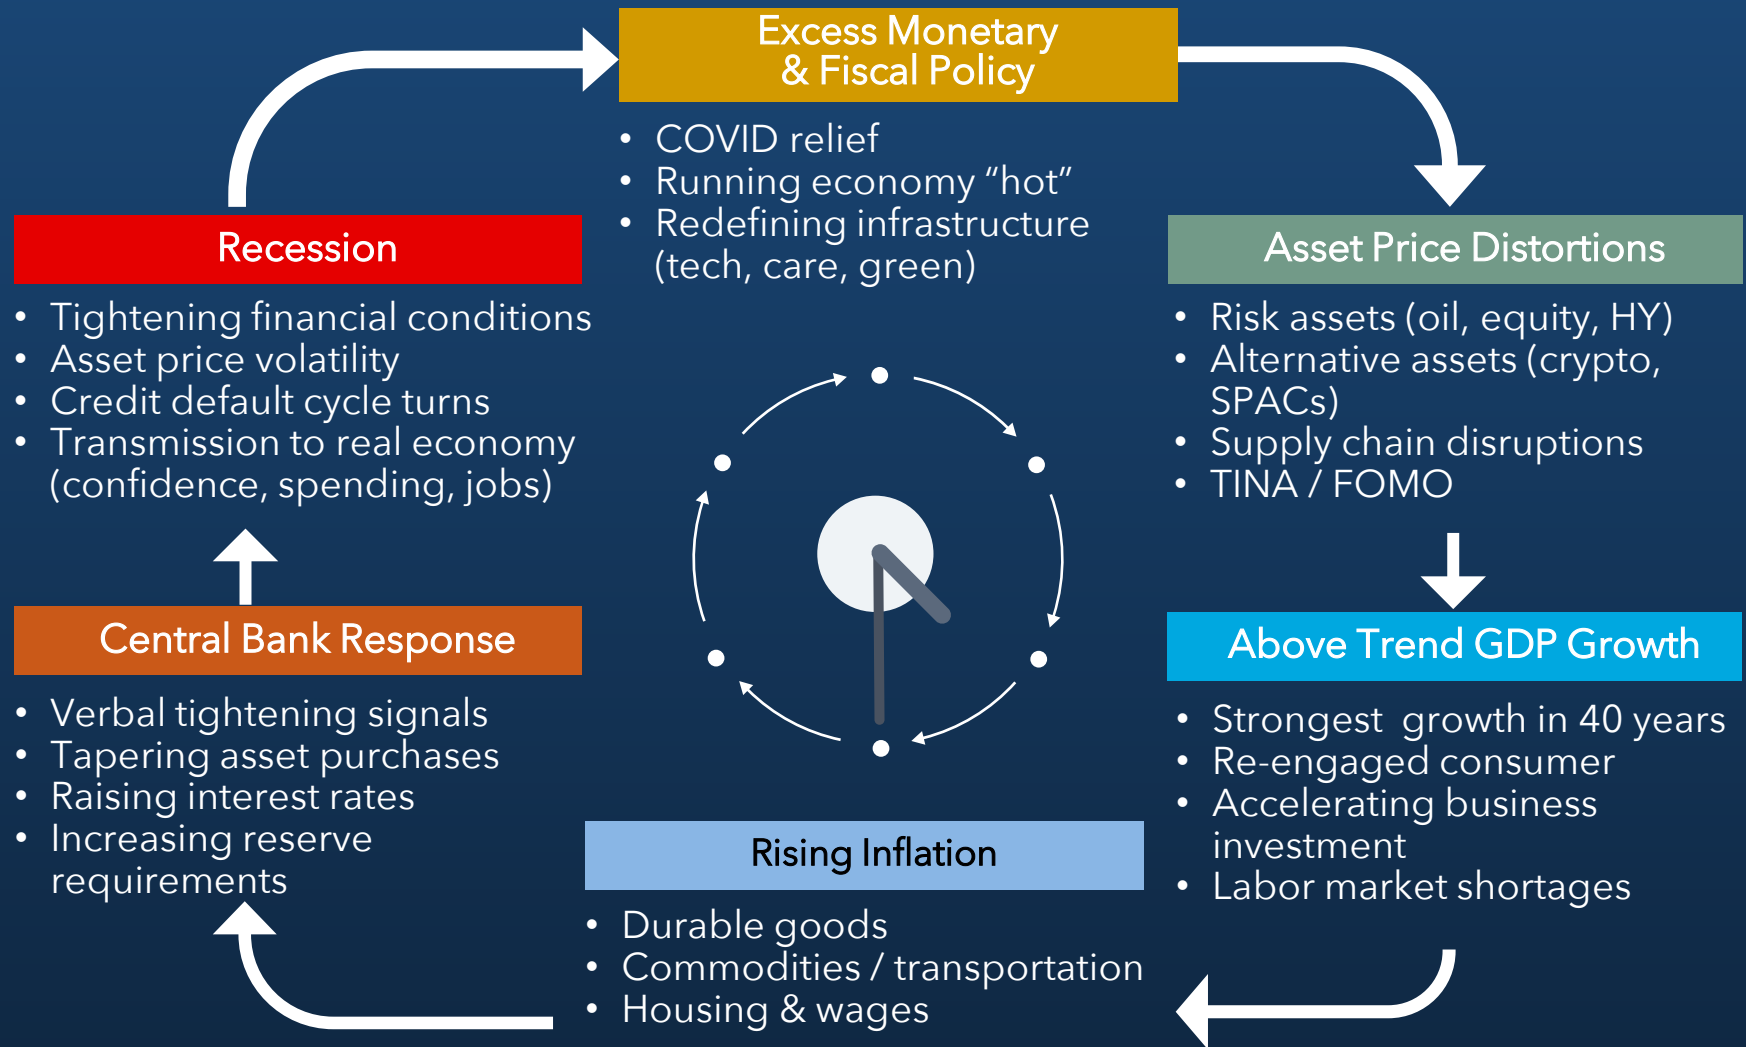 Excess Monetary
& Fiscal Policy
• COVID relief
• Running economy “hot”
• Redefining infrastructure
(tech, care, green)
Asset Price Distortions
• Risk assets (oil, equity, HY)
• Alternative assets (crypto,
SPACs)
• Supply chain disruptions
• TINA / FOMO
Above Trend GDP Growth
• Strongest growth in 40 years
• Re-engaged consumer
• Accelerating business
investment
• Labor market shortages
Rising Inflation
• Durable goods
• Commodities / transportation
• Housing & wages
Central Bank Response
• Verbal tightening signals
• Tapering asset purchases
• Raising interest rates
• Increasing reserve
requirements
Recession
• Tightening financial conditions
• Asset price volatility
• Credit default cycle turns
• Transmission to real economy
(confidence, spending, jobs)